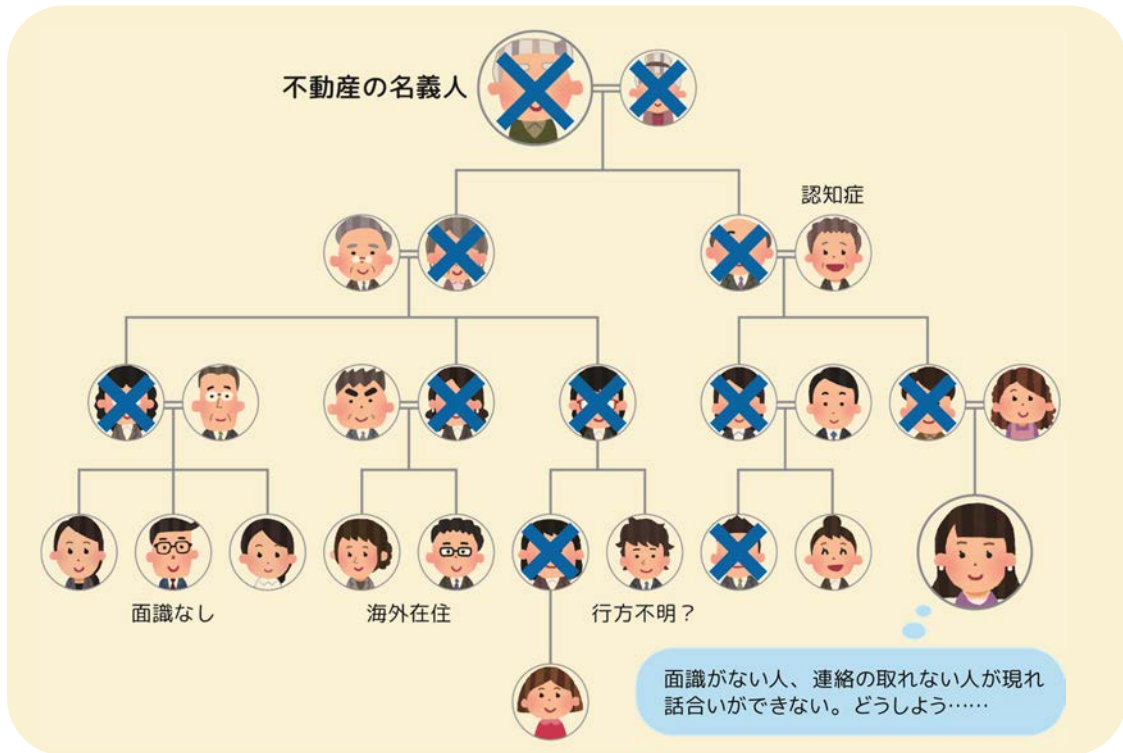 不動産の名義人
認知症
面識なし
海外在住
行方不明？
面識がない人、連絡の取れない人が現れ
話合いができない。どうしよう……